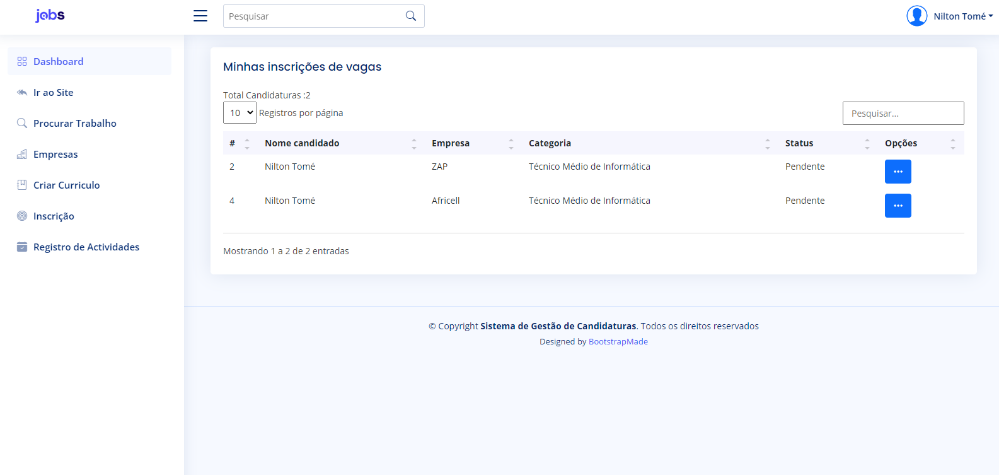 jobs
Pesquisar
Nilton Tomé
Dashboard
Ir ao Site
Procurar Trabalho
Empresas
Criar Curriculo
Inscrição
Registro de Actividades
Minhas inscrições de vagas
Total Candidaturas :2
10 Registros por página
Pesquisar...
# Nome candidado Empresa Categoria Status Opções
2 Nilton Tomé ZAP Técnico Médio de Informática Pendente
4 Nilton Tomé Africell Técnico Médio de Informática Pendente
Mostrando 1 a 2 de 2 entradas
© Copyright Sistema de Gestão de Candidaturas. Todos os direitos reservados
Designed by BootstrapMade